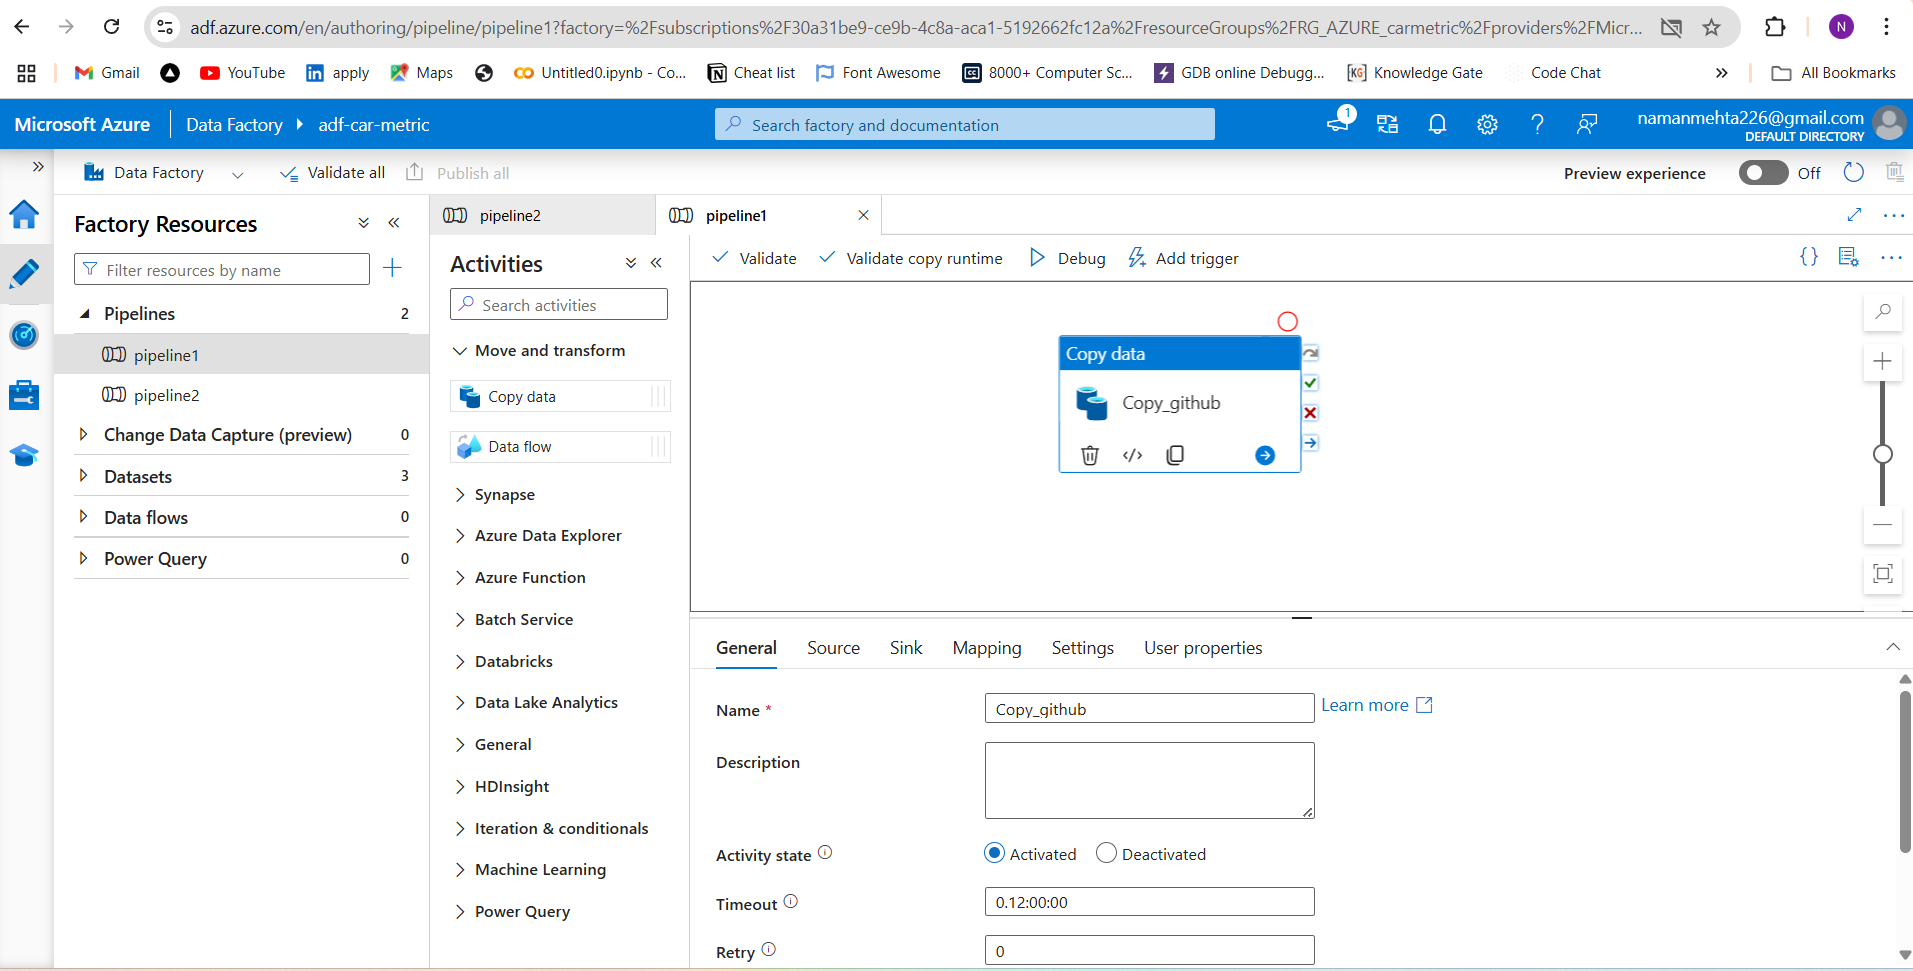 adf.azure.com/en/authoring/pipeline/pipeline1?factory=%2Fsubscriptions%2F30a31be9-ce9b-4c8a-aca1-5192662fc12a%2FresourceGroups%2FRG_AZURE_carmetric%2Fproviders%2FMicr...
N
Gmail YouTube apply Maps Untitled0.ipynb - Co... Cheat list Font Awesome 8000+ Computer Sc... GDB online Debugg... Knowledge Gate Code Chat » All Bookmarks
Microsoft Azure Data Factory adf-car-metric
Search factory and documentation
1
namanmehta226@gmail.com
DEFAULT DIRECTORY
Data Factory Validate all Publish all
Preview experience Off
Factory Resources
Filter resources by name
Pipelines 2
pipeline1
pipeline2
Change Data Capture (preview) 0
Datasets 3
Data flows 0
Power Query 0
pipeline2 pipeline1
Activities
Search activities
Move and transform
Copy data
Data flow
Synapse
Azure Data Explorer
Azure Function
Batch Service
Databricks
Data Lake Analytics
General
HDInsight
Iteration & conditionals
Machine Learning
Power Query
Validate Validate copy runtime Debug Add trigger
Copy data
Copy_github
General Source Sink Mapping Settings User properties
Name * Copy_github Learn more
Description
Activity state Activated Deactivated
Timeout 0.12:00:00
Retry 0